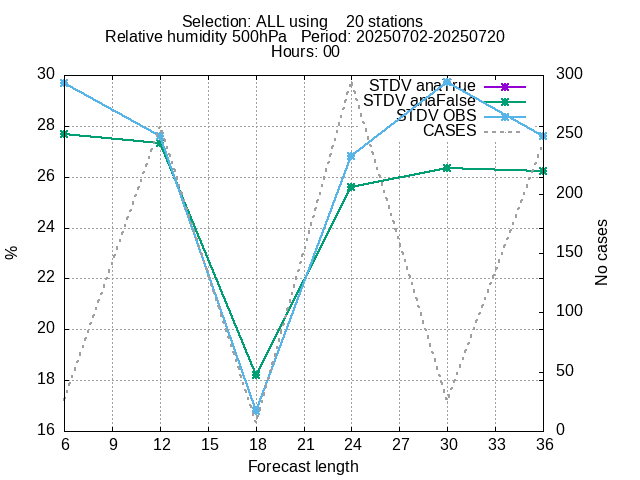 Selection: ALL using    20 stations
Relative humidity 500hPa   Period: 20250702-20250720
Hours: 00
STDV anaTrue
STDV anaFalse
STDV OBS
CASES
30
28
26
24
22
20
18
16
300
250
200
150
100
50
0
%
No cases
6 9 12 15 18 21 24 27 30 33 36
Forecast length